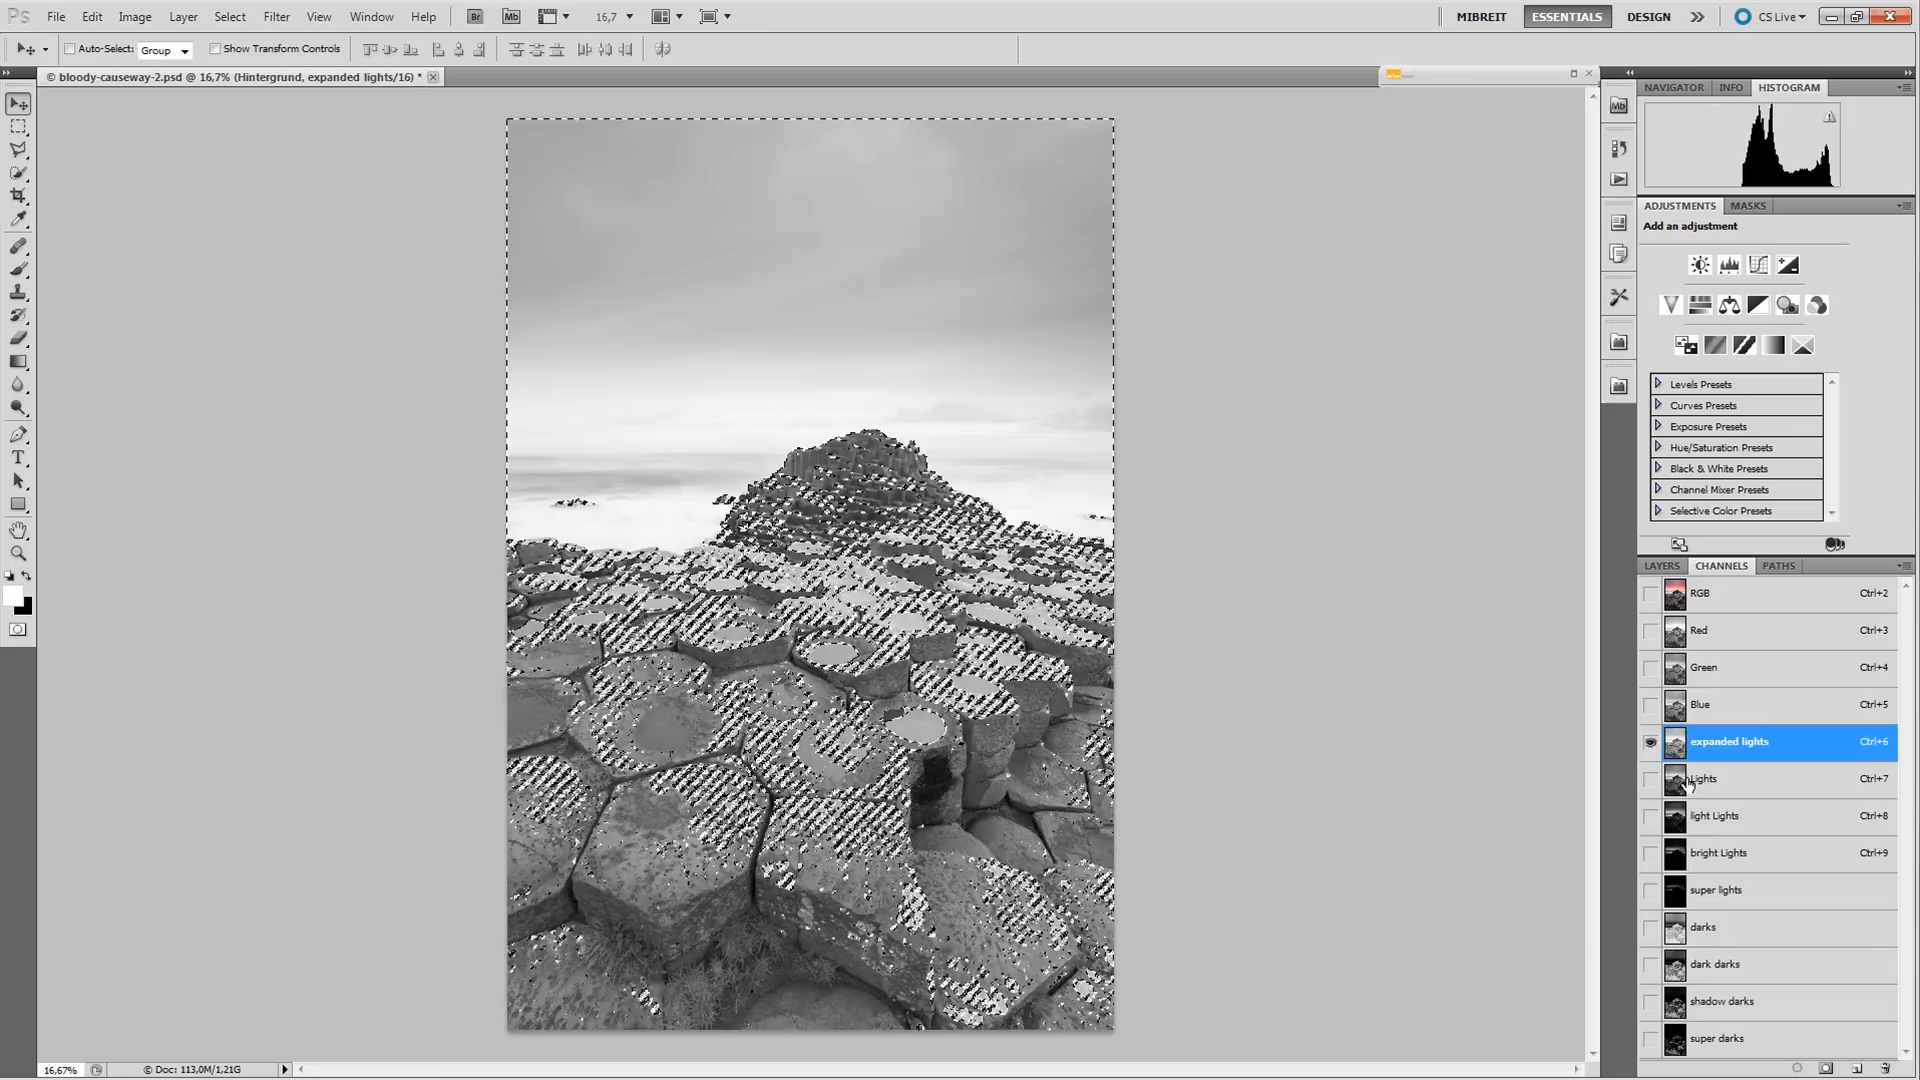 Ps File Edit Image Layer Select Filter View Window Help Br Mb 16,7 MIBREIT ESSENTIALS DESIGN CS Live
Auto-Select: Group Show Transform Controls
© bloody-causeway-2.psd @ 16,7% (Hintergrund, expanded lights/16) *
NAVIGATOR INFO HISTOGRAM
Mb
ADJUSTMENTS MASKS
Add an adjustment
Levels Presets
Curves Presets
Exposure Presets
Hue/Saturation Presets
Black & White Presets
Channel Mixer Presets
Selective Color Presets
LAYERS CHANNELS PATHS
RGB Ctrl+2
Red Ctrl+3
Green Ctrl+4
Blue Ctrl+5
expanded lights Ctrl+6
Lights Ctrl+7
light Lights Ctrl+8
bright Lights Ctrl+9
super lights
darks
dark darks
shadow darks
super darks
16,67% © Doc: 113,0M/1,21G